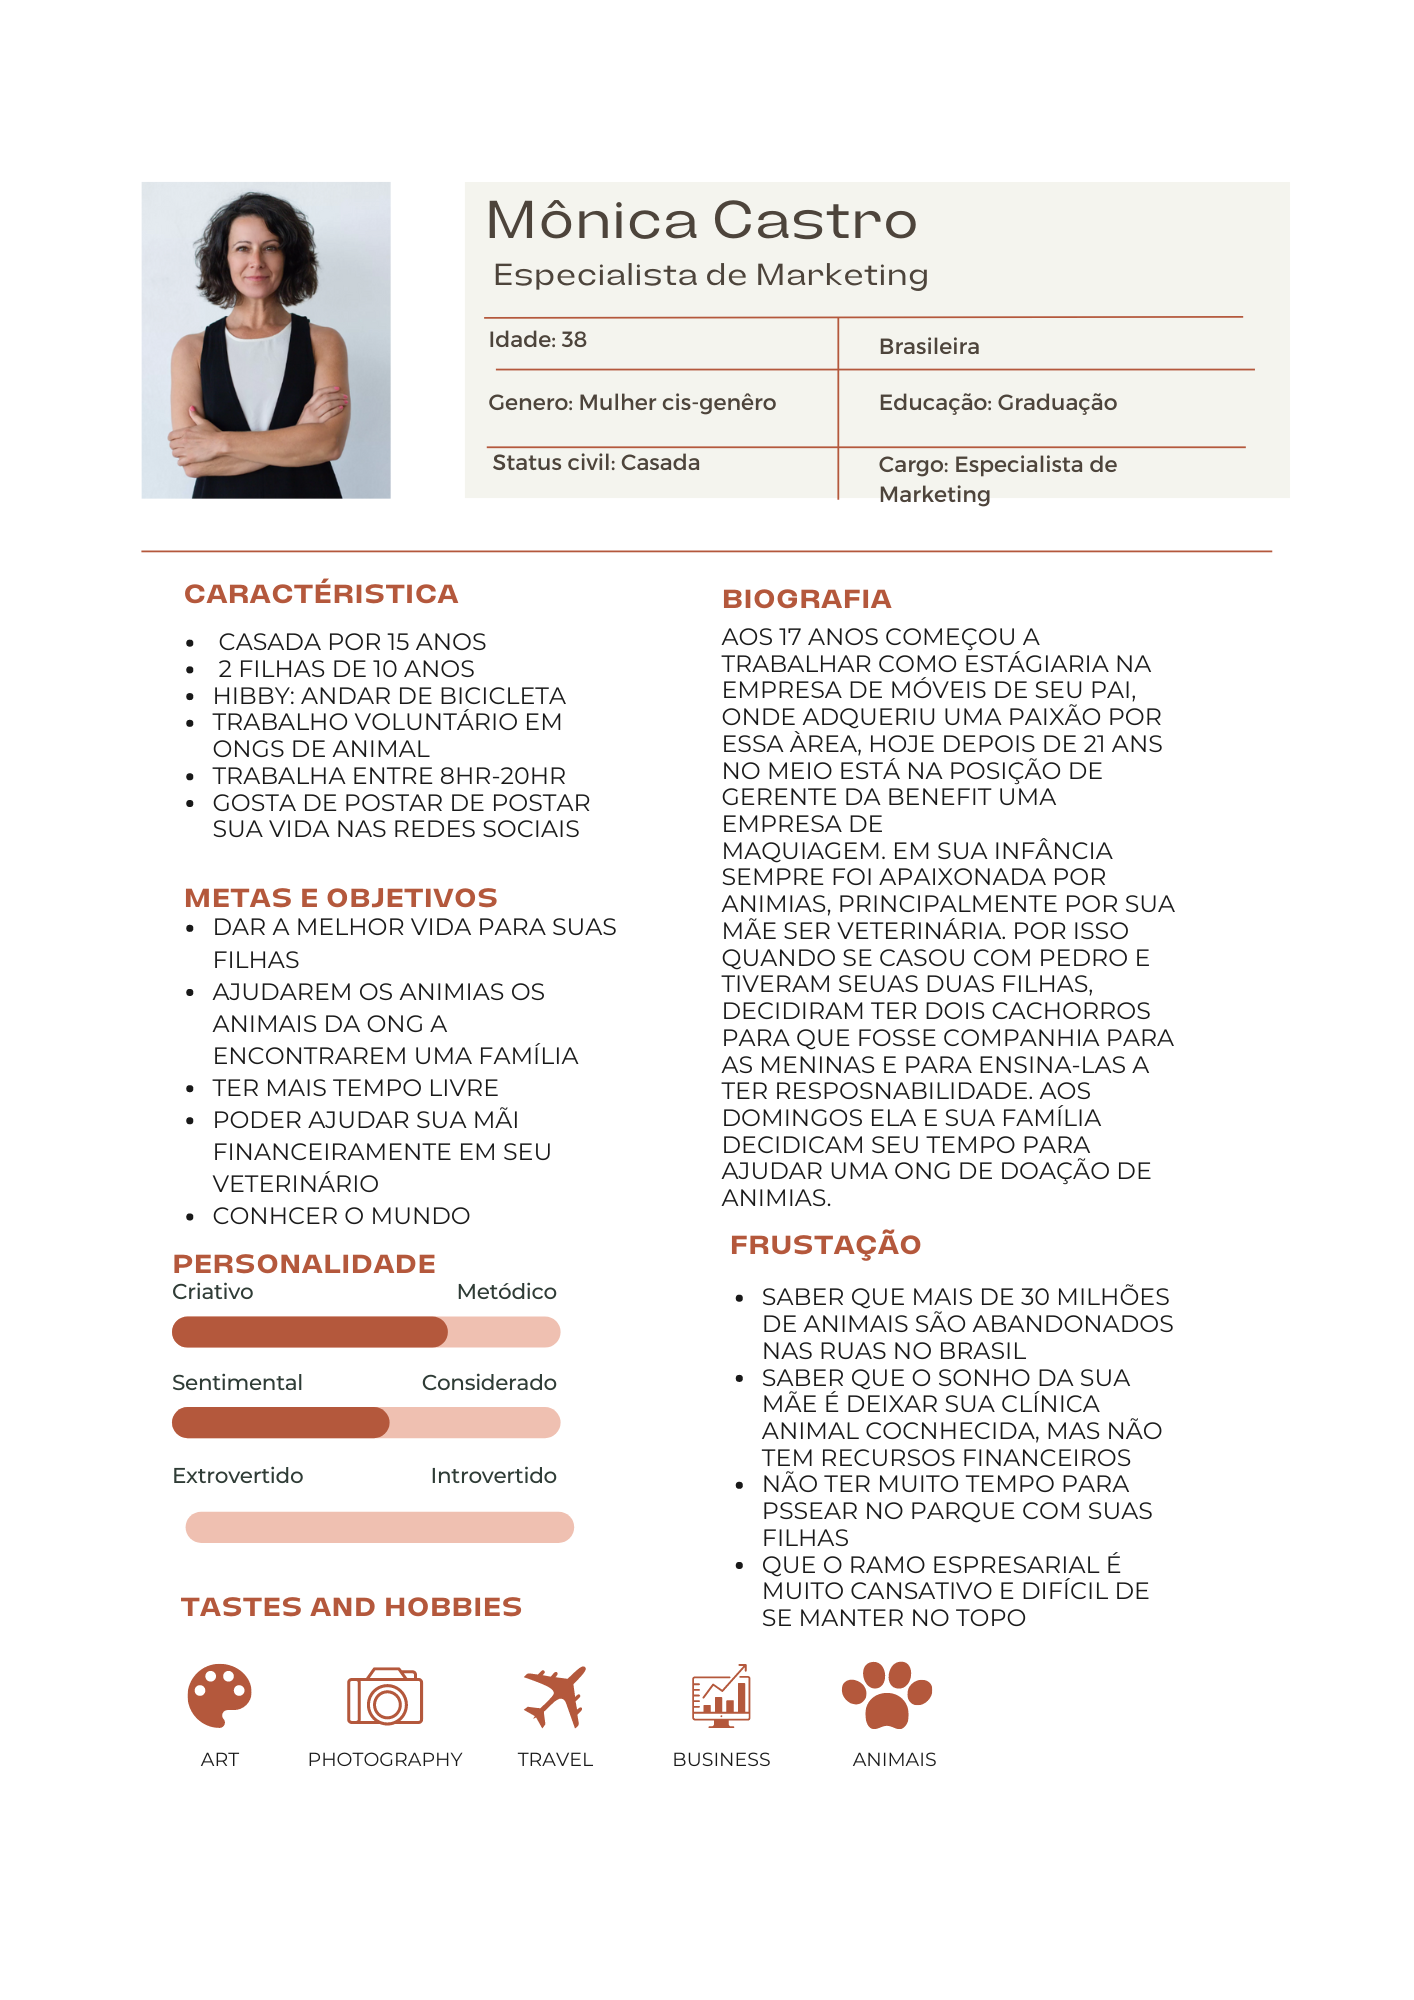 Mônica Castro
Especialista de Marketing
Idade: 38
Brasileira
Genero: Mulher cis-genêro
Educação: Graduação
Status civil: Casada
Cargo: Especialista de
Marketing
CARACTÉRISTICA
• CASADA POR 15 ANOS
• 2 FILHAS DE 10 ANOS
• HIBBY: ANDAR DE BICICLETA
• TRABALHO VOLUNTÁRIO EM
ONGS DE ANIMAL
• TRABALHA ENTRE 8HR-20HR
• GOSTA DE POSTAR DE POSTAR
SUA VIDA NAS REDES SOCIAIS
METAS E OBJETIVOS
• DAR A MELHOR VIDA PARA SUAS
FILHAS
• AJUDAREM OS ANIMIAS OS
ANIMAIS DA ONG A
ENCONTRAREM UMA FAMÍLIA
• TER MAIS TEMPO LIVRE
• PODER AJUDAR SUA MÃI
FINANCEIRAMENTE EM SEU
VETERINÁRIO
• CONHCER O MUNDO
PERSONALIDADE
Criativo Metódico
Sentimental Considerado
Extrovertido Introvertido
BIOGRAFIA
AOS 17 ANOS COMEÇOU A
TRABALHAR COMO ESTÁGIARIA NA
EMPRESA DE MÓVEIS DE SEU PAI,
ONDE ADQUERIU UMA PAIXÃO POR
ESSA ÀREA, HOJE DEPOIS DE 21 ANS
NO MEIO ESTÁ NA POSIÇÃO DE
GERENTE DA BENEFIT UMA
EMPRESA DE
MAQUIAGEM. EM SUA INFÂNCIA
SEMPRE FOI APAIXONADA POR
ANIMIAS, PRINCIPALMENTE POR SUA
MÃE SER VETERINÁRIA. POR ISSO
QUANDO SE CASOU COM PEDRO E
TIVERAM SEUAS DUAS FILHAS,
DECIDIRAM TER DOIS CACHORROS
PARA QUE FOSSE COMPANHIA PARA
AS MENINAS E PARA ENSINA-LAS A
TER RESPOSNABILIDADE. AOS
DOMINGOS ELA E SUA FAMÍLIA
DECIDICAM SEU TEMPO PARA
AJUDAR UMA ONG DE DOAÇÃO DE
ANIMIAS.
FRUSTAÇÃO
• SABER QUE MAIS DE 30 MILHÕES
DE ANIMAIS SÃO ABANDONADOS
NAS RUAS NO BRASIL
• SABER QUE O SONHO DA SUA
MÃE É DEIXAR SUA CLÍNICA
ANIMAL COCNHECIDA, MAS NÃO
TEM RECURSOS FINANCEIROS
• NÃO TER MUITO TEMPO PARA
PSSEAR NO PARQUE COM SUAS
FILHAS
• QUE O RAMO ESPRESARIAL É
MUITO CANSATIVO E DIFÍCIL DE
SE MANTER NO TOPO
TASTES AND HOBBIES
ART
PHOTOGRAPHY
TRAVEL
BUSINESS
ANIMAIS